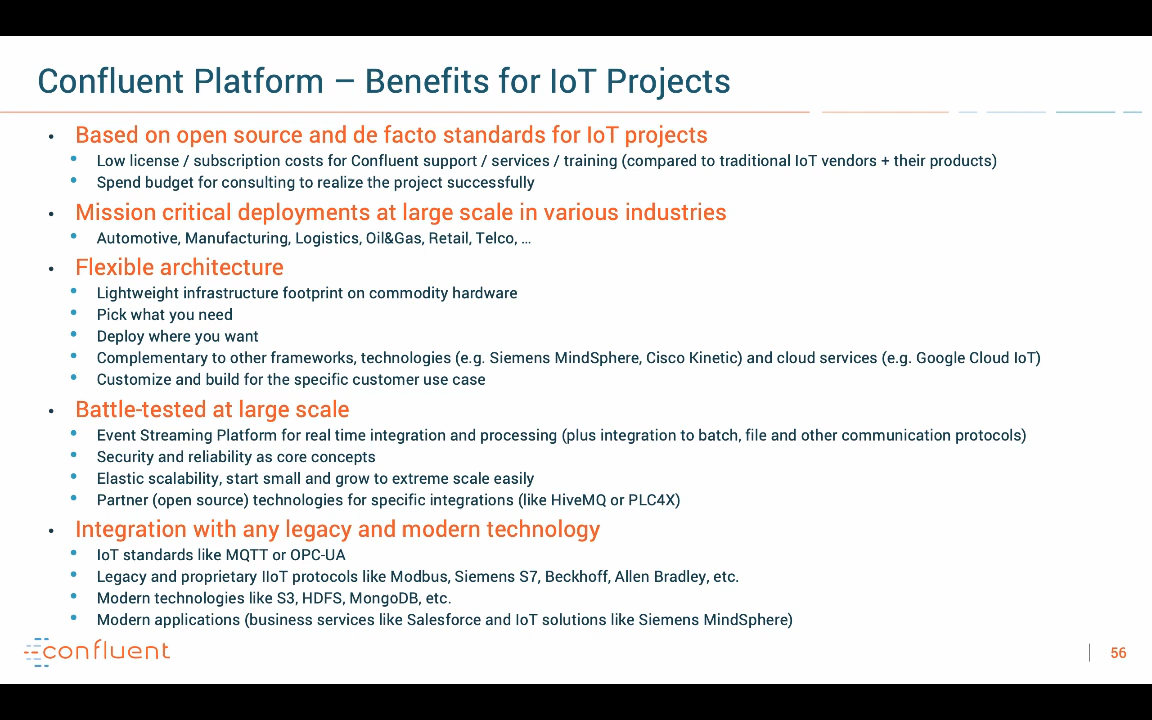 Confluent Platform – Benefits for IoT Projects
• Based on open source and de facto standards for IoT projects
• Low license / subscription costs for Confluent support / services / training (compared to traditional IoT vendors + their products)
• Spend budget for consulting to realize the project successfully
• Mission critical deployments at large scale in various industries
• Automotive, Manufacturing, Logistics, Oil&Gas, Retail, Telco, …
• Flexible architecture
• Lightweight infrastructure footprint on commodity hardware
• Pick what you need
• Deploy where you want
• Complementary to other frameworks, technologies (e.g. Siemens MindSphere, Cisco Kinetic) and cloud services (e.g. Google Cloud IoT)
• Customize and build for the specific customer use case
• Battle-tested at large scale
• Event Streaming Platform for real time integration and processing (plus integration to batch, file and other communication protocols)
• Security and reliability as core concepts
• Elastic scalability, start small and grow to extreme scale easily
• Partner (open source) technologies for specific integrations (like HiveMQ or PLC4X)
• Integration with any legacy and modern technology
• IoT standards like MQTT or OPC-UA
• Legacy and proprietary IIoT protocols like Modbus, Siemens S7, Beckhoff, Allen Bradley, etc.
• Modern technologies like S3, HDFS, MongoDB, etc.
• Modern applications (business services like Salesforce and IoT solutions like Siemens MindSphere)
confluent
56